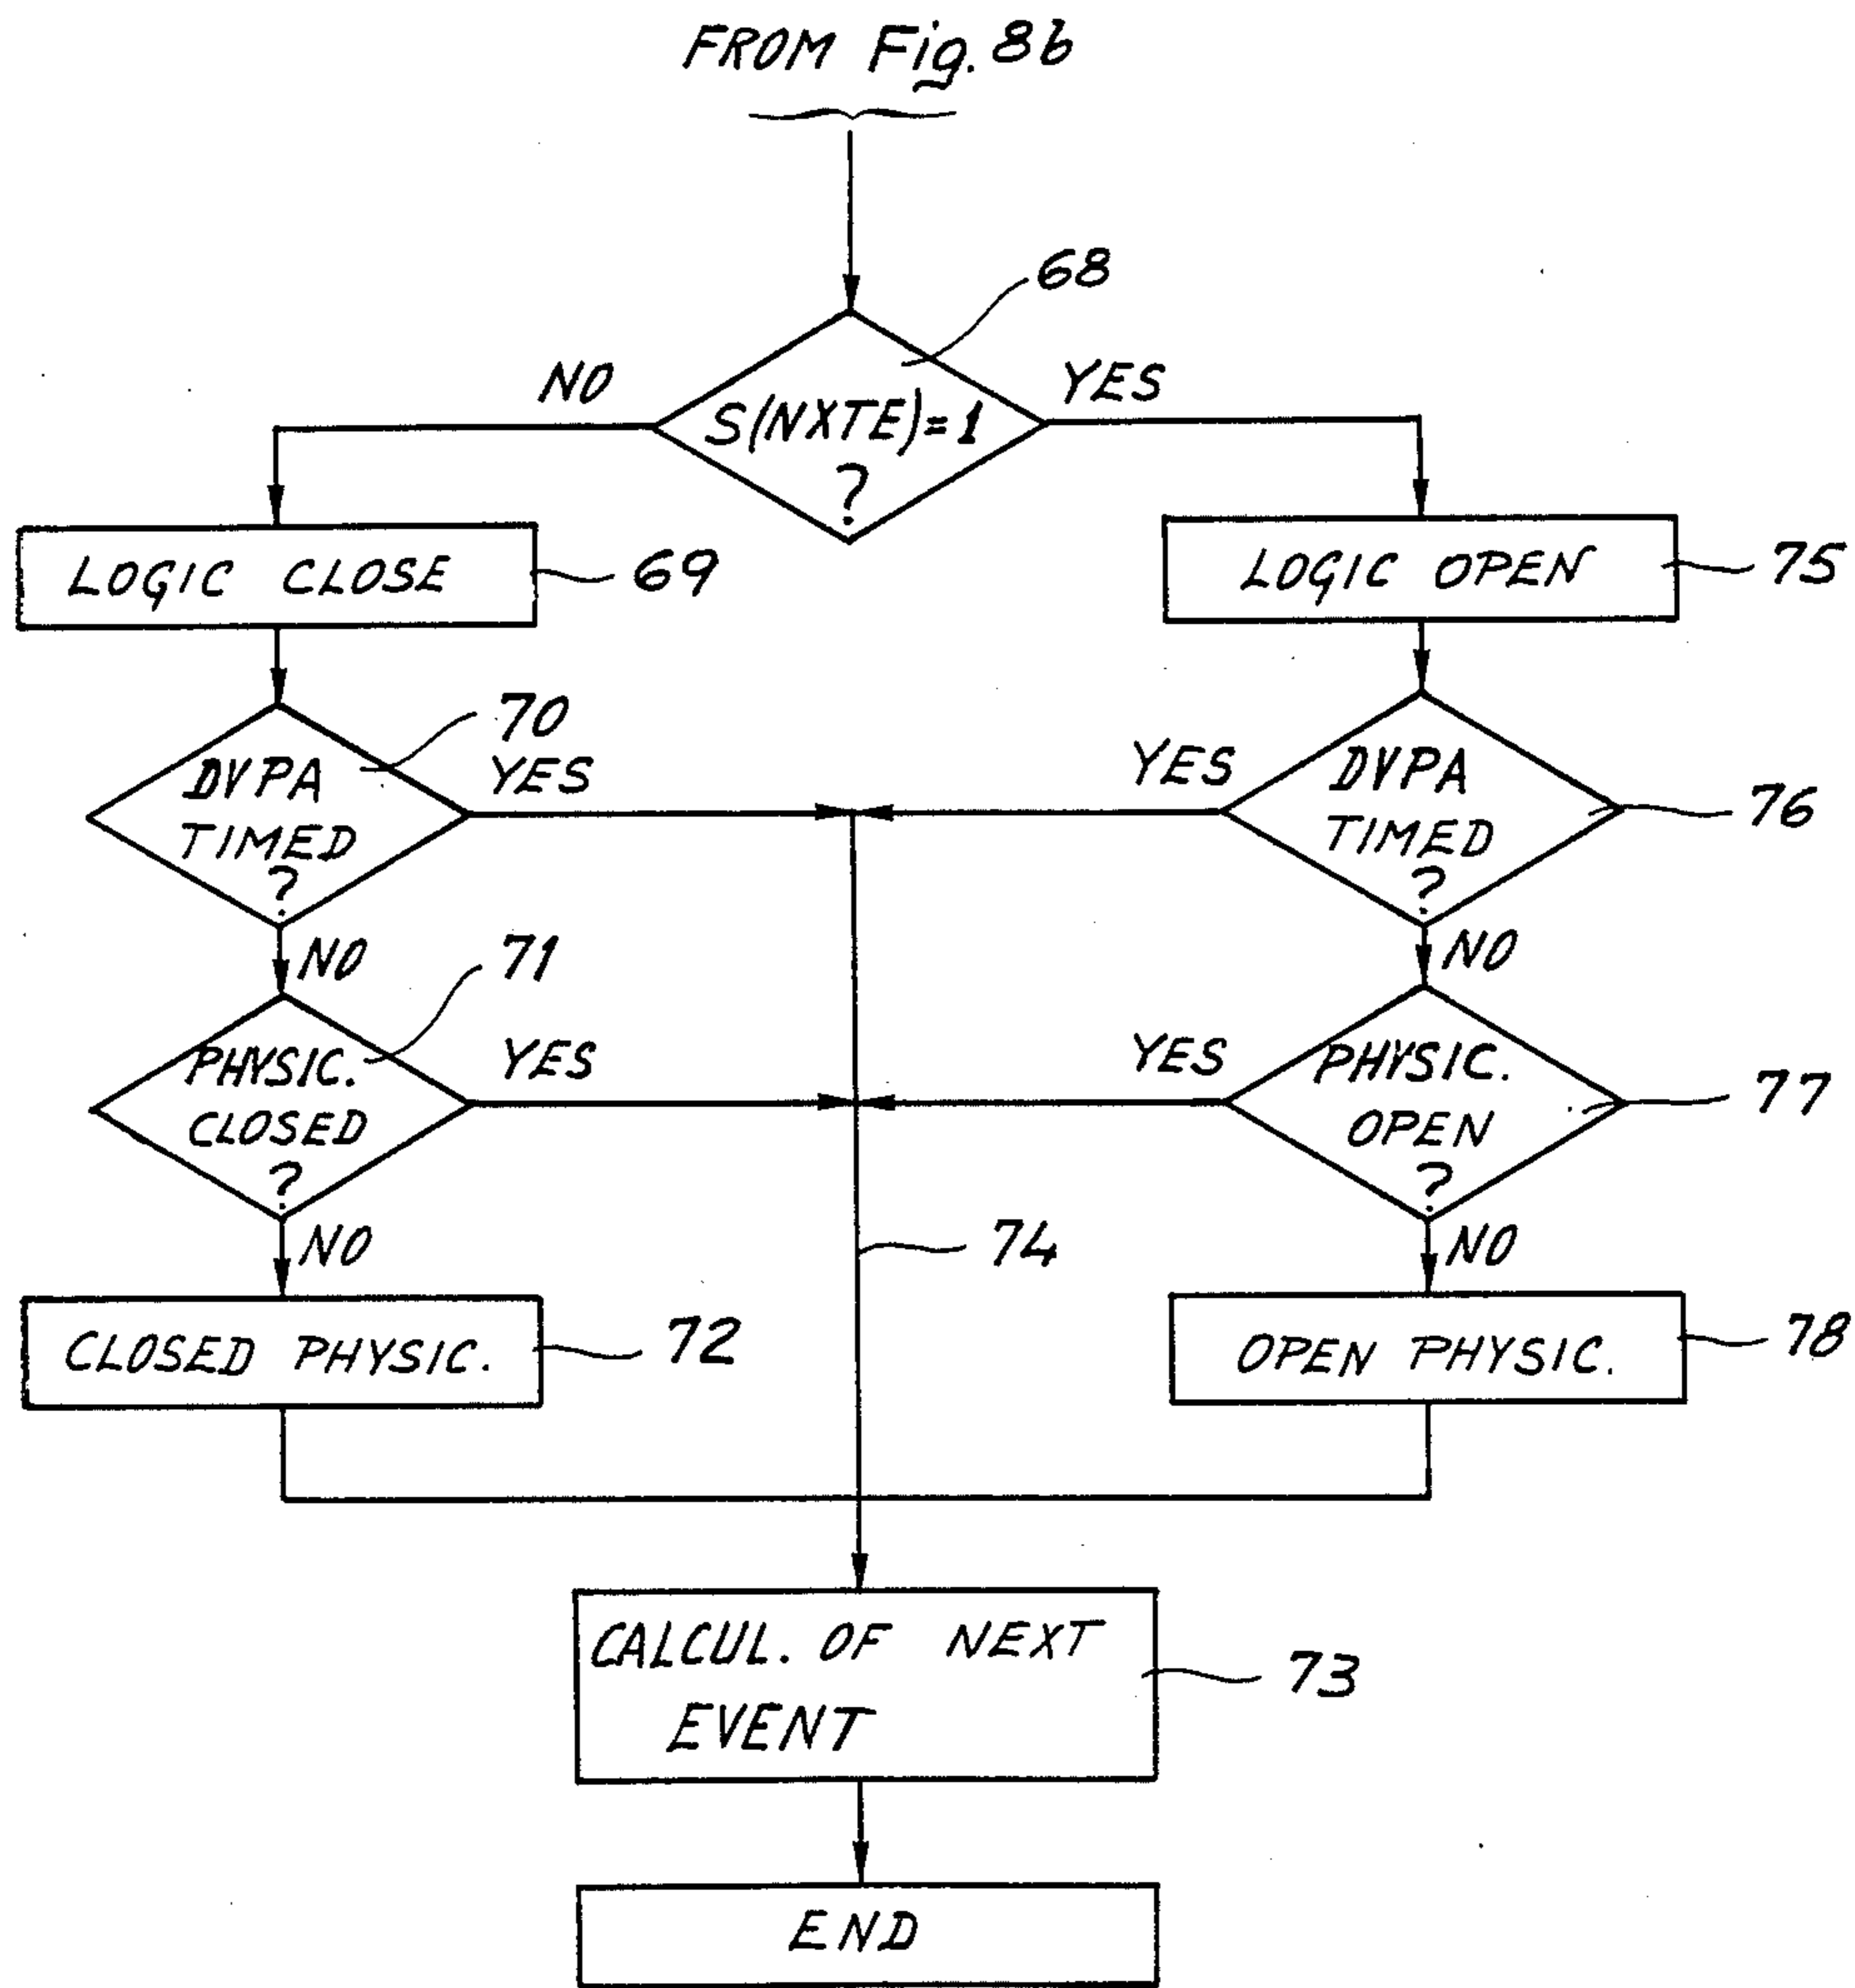 FROM Fig. 8b
68
NO
YES
S(NXTE)=1
?
LOGIC CLOSE
69
LOGIC OPEN
75
70
DVPA
TIMED
?
YES
YES
DVPA
TIMED
?
76
NO
NO
71
PHYSIC.
CLOSED
?
YES
YES
PHYSIC.
OPEN
?
77
NO
74
NO
CLOSED PHYSIC.
72
OPEN PHYSIC.
78
CALCUL. OF NEXT
EVENT
73
END